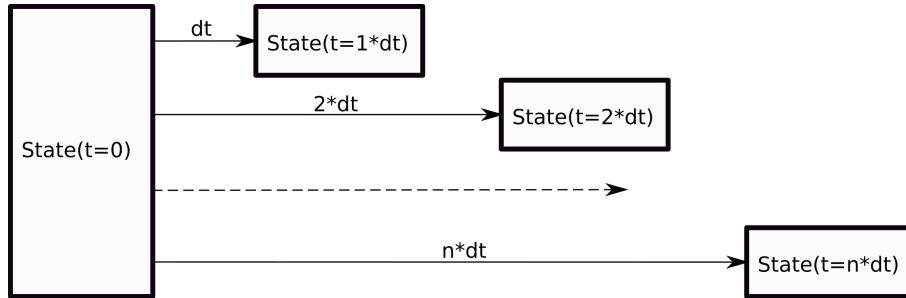 dt
State(t=1*dt)
2*dt
State(t=2*dt)
State(t=0)
n*dt
State(t=n*dt)